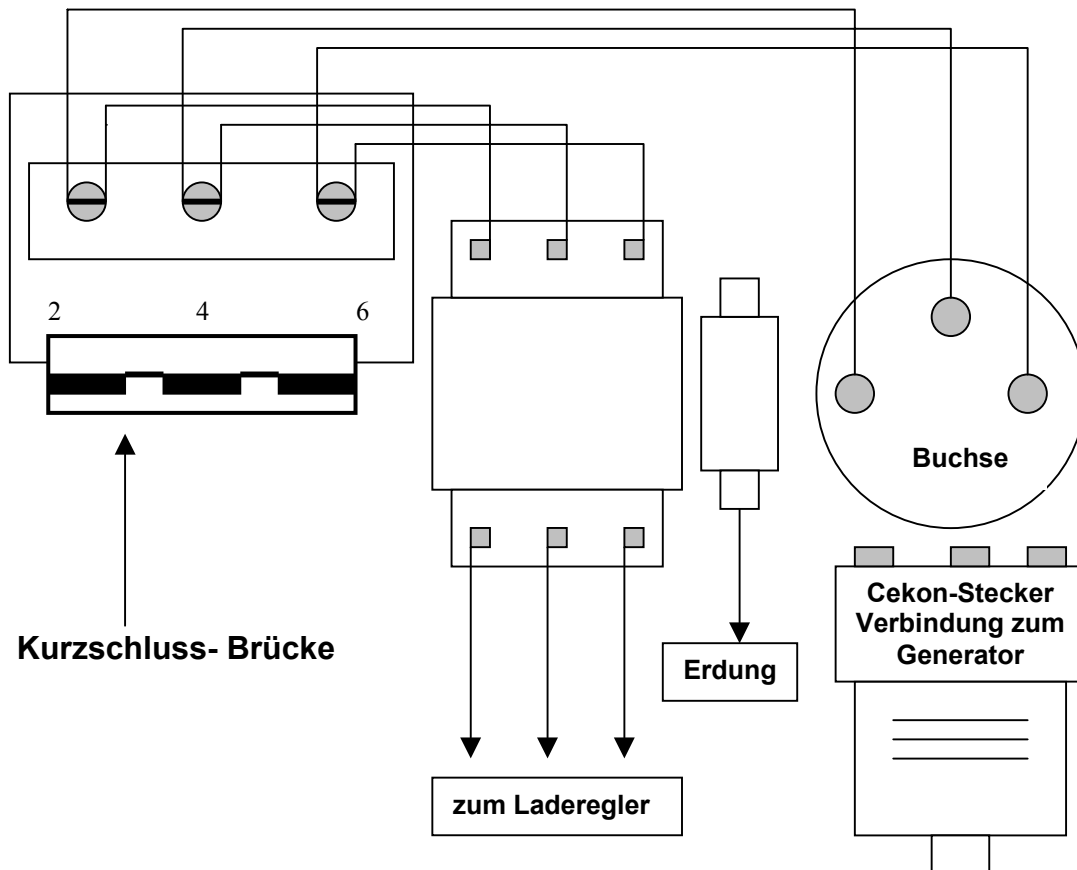 2 4 6
Buchse
Kurzschluss- Brücke
Erdung
Cekon-Stecker
Verbindung zum
Generator
zum Laderegler